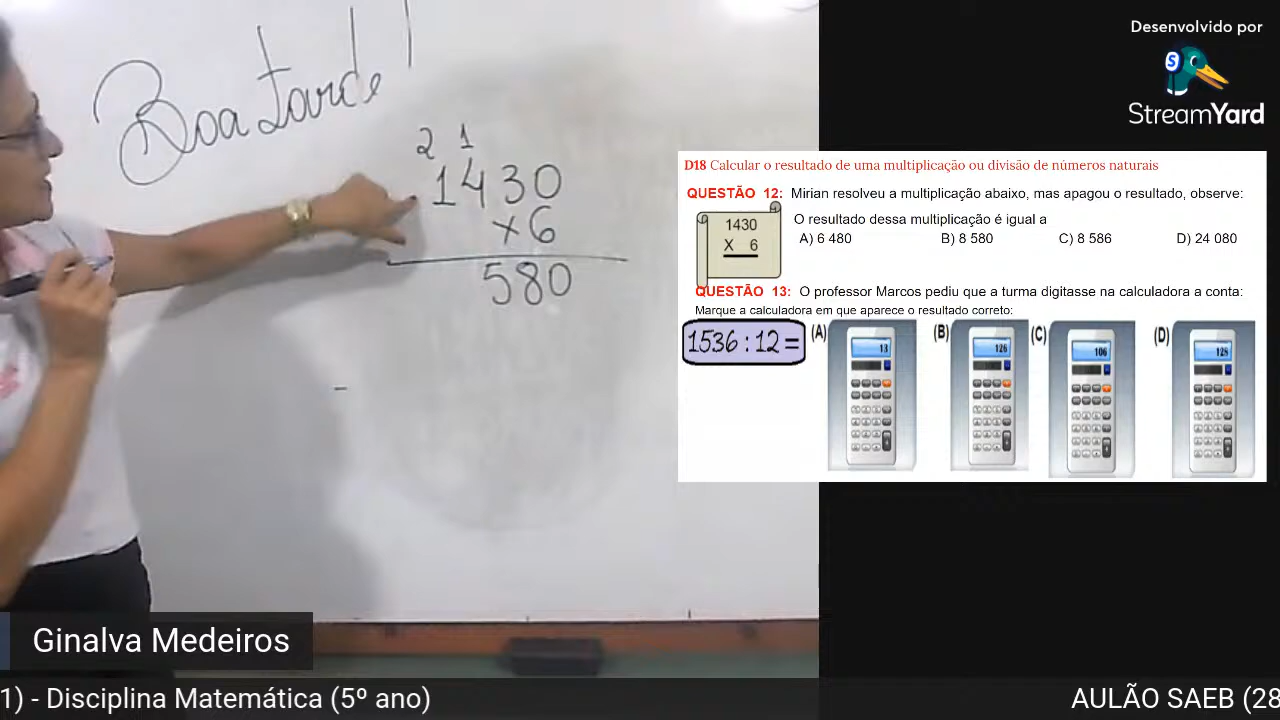 Boa tarde!
2 1
1430
x6
580
Desenvolvido por
S
StreamYard
D18 Calcular o resultado de uma multiplicação ou divisão de números naturais
QUESTÃO 12: Mirian resolveu a multiplicação abaixo, mas apagou o resultado, observe:
1430
X 6
O resultado dessa multiplicação é igual a
A) 6 480 B) 8 580 C) 8 586 D) 24 080
QUESTÃO 13: O professor Marcos pediu que a turma digitasse na calculadora a conta:
Marque a calculadora em que aparece o resultado correto:
1536 : 12 =
(A) (B) (C) (D)
13 126 106 128
Ginalva Medeiros
1) - Disciplina Matemática (5º ano)
AULÃO SAEB (28